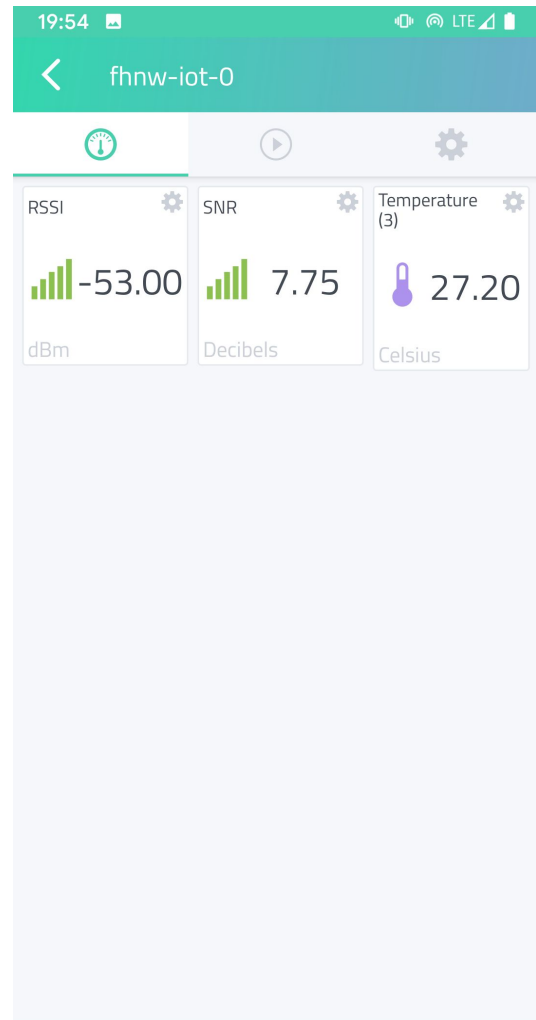 19:54
LTE
fhnw-iot-0
RSSI
-53.00
dBm
SNR
7.75
Decibels
Temperature
(3)
27.20
Celsius